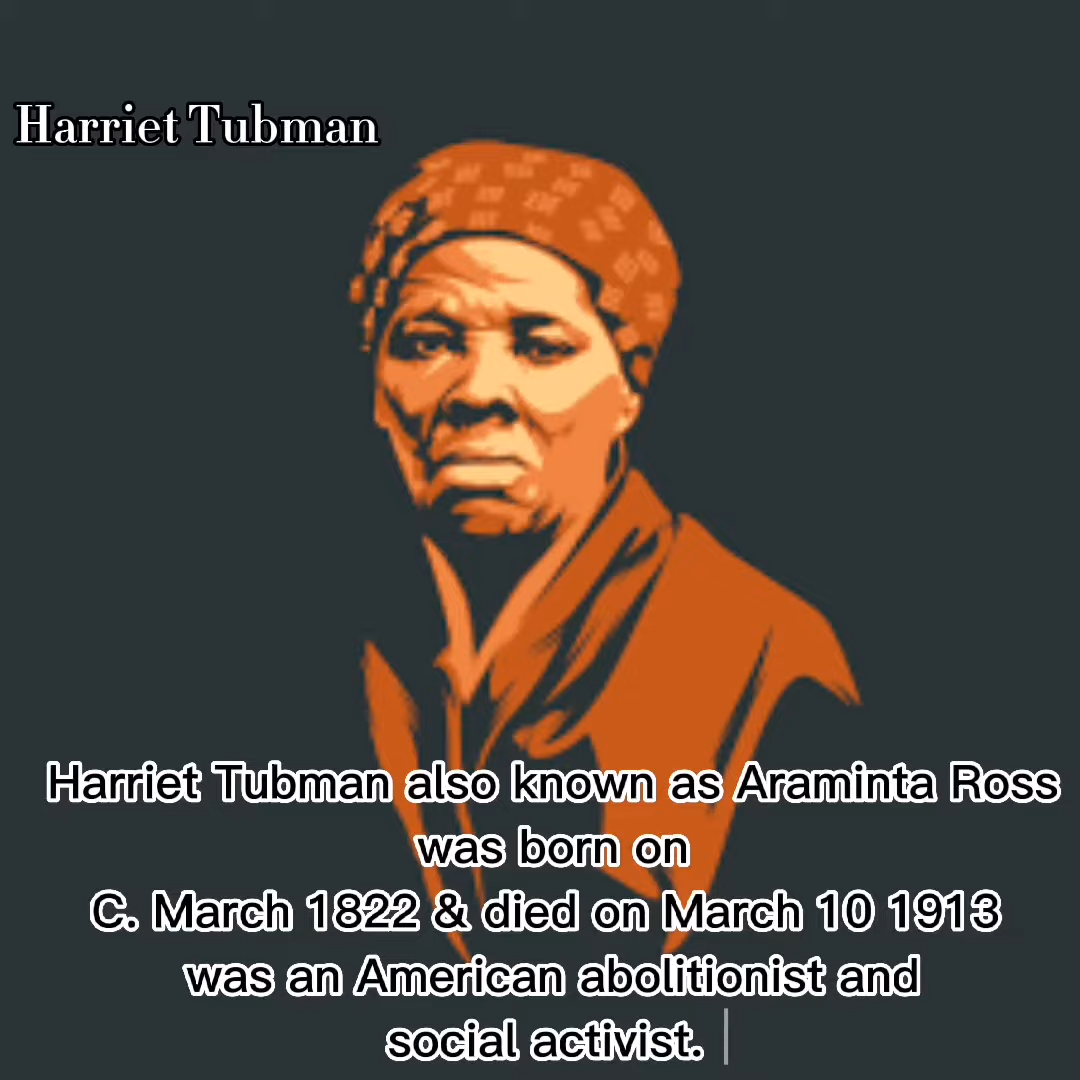 Harriet Tubman
Harriet Tubman also known as Araminta Ross
was born on
C. March 1822 & died on March 10 1913
was an American abolitionist and
social activist.